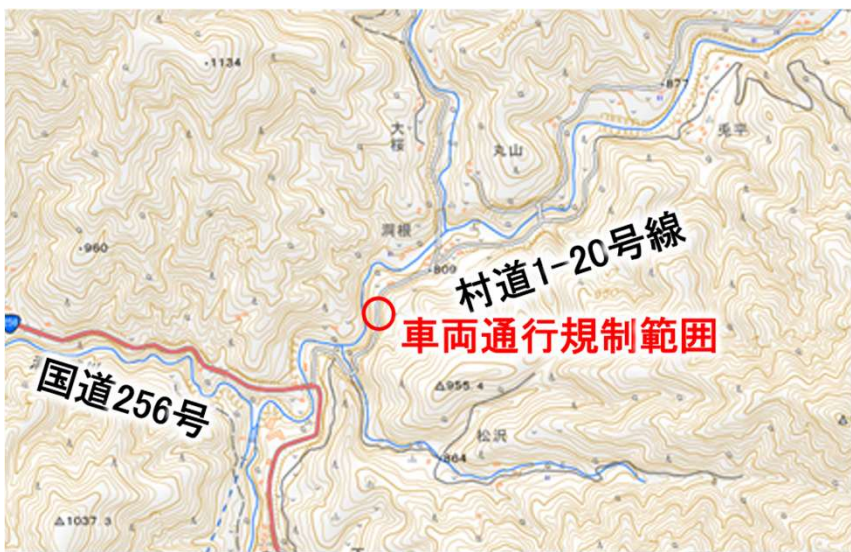 ・1134
・877
大桜
丸山
兎平
洞根
・960
・809
村道1-20号線
車両通行規制範囲
国道256号
△955.4
松沢
・864
△1037.3